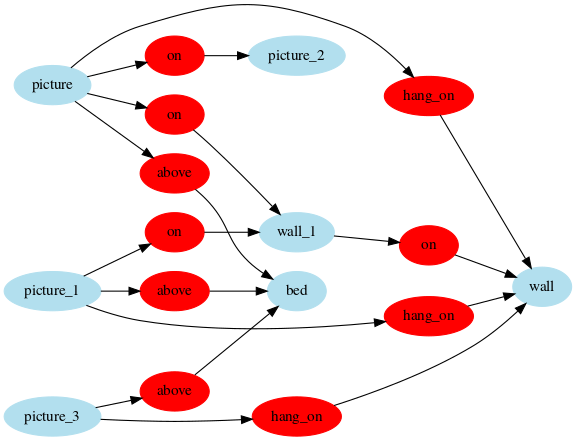 picture
on
picture_2
hang_on
on
above
on
wall_1
on
picture_1
above
bed
wall
hang_on
picture_3
above
hang_on